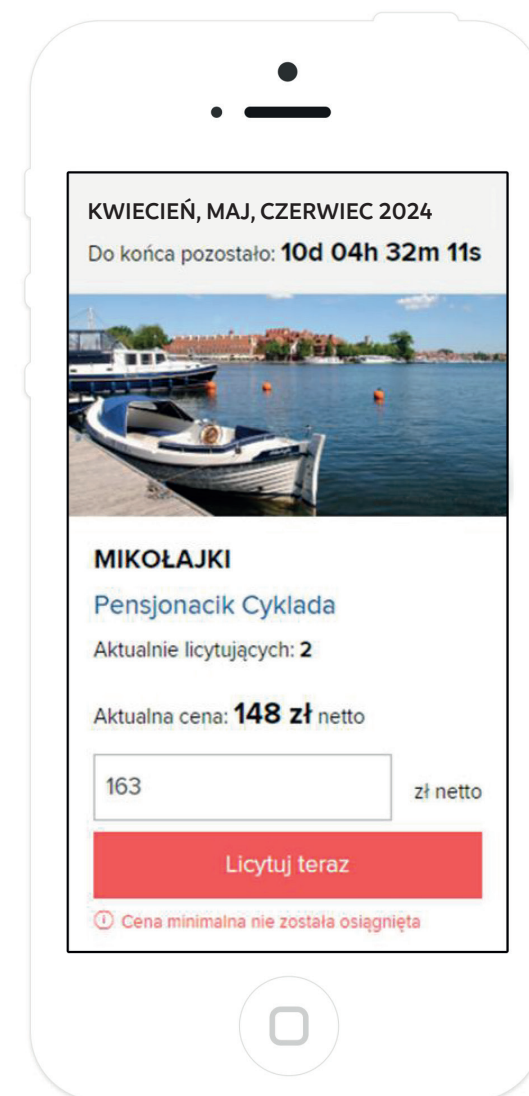 KWIECIEŃ, MAJ, CZERWIEC 2024
Do końca pozostało: 10d 04h 32m 11s
MIKOŁAJKI
Pensjonacik Cyklada
Aktualnie licytujących: 2
Aktualna cena: 148 zł netto
163 zł netto
Licytuj teraz
Cena minimalna nie została osiągnięta